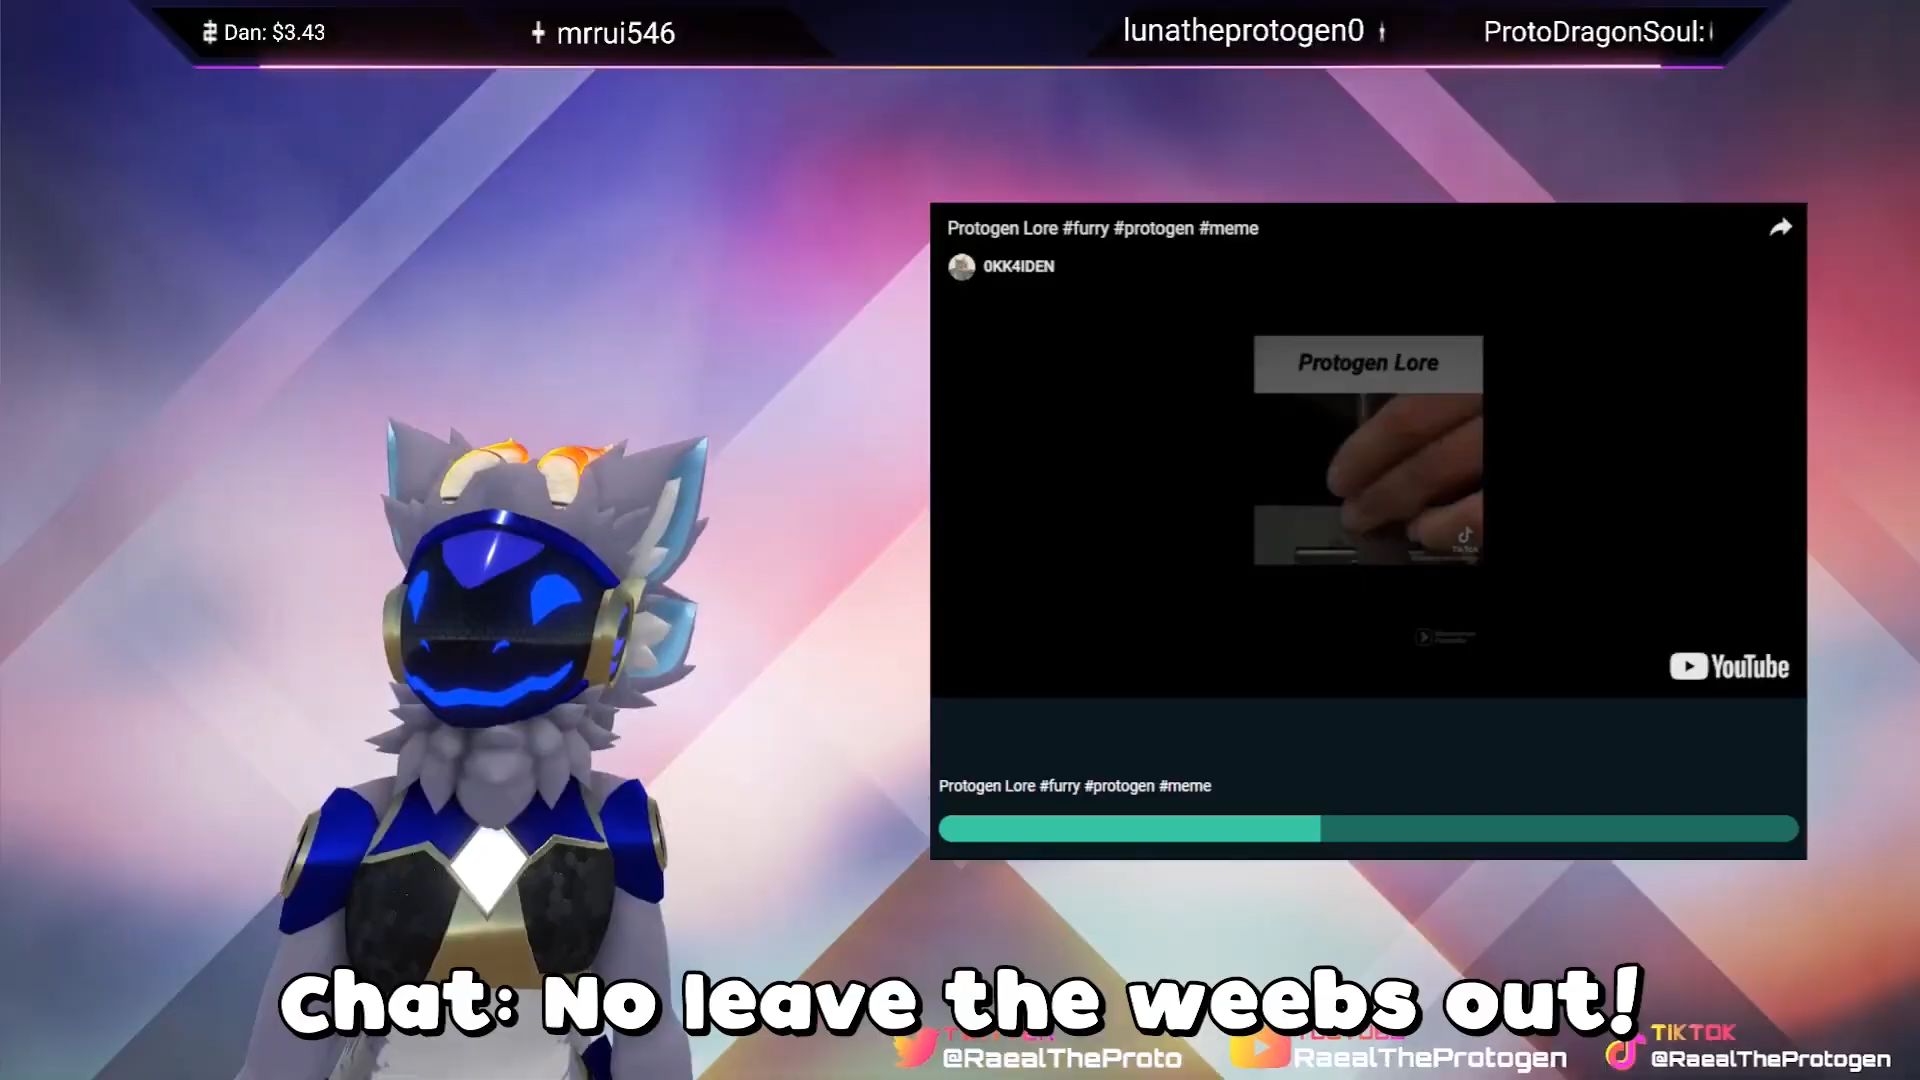 Dan: $3.43
mrrui546
lunatheprotogen0
ProtoDragonSoul:
Protogen Lore #furry #protogen #meme
0KK4IDEN
Protogen Lore
TikTok
YouTube
Protogen Lore #furry #protogen #meme
Chat: No leave the weebs out!
TIKTOK
@RaealTheProto
RaealTheProtogen
@RaealTheProtogen